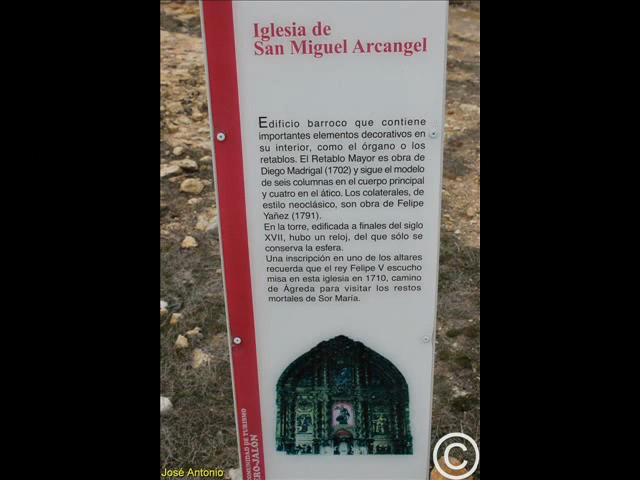 Iglesia de
San Miguel Arcangel
Edificio barroco que contiene
importantes elementos decorativos en
su interior, como el órgano o los
retablos. El Retablo Mayor es obra de
Diego Madrigal (1702) y sigue el modelo
de seis columnas en el cuerpo principal
y cuatro en el ático. Los colaterales, de
estilo neoclásico, son obra de Felipe
Yañez (1791).
En la torre, edificada a finales del siglo
XVII, hubo un reloj, del que sólo se
conserva la esfera.
Una inscripción en uno de los altares
recuerda que el rey Felipe V escucho
misa en esta iglesia en 1710, camino
de Ágreda para visitar los restos
mortales de Sor María.
COMUNIDAD DE TURISMO
RO-JALÓN
José Antonio
©